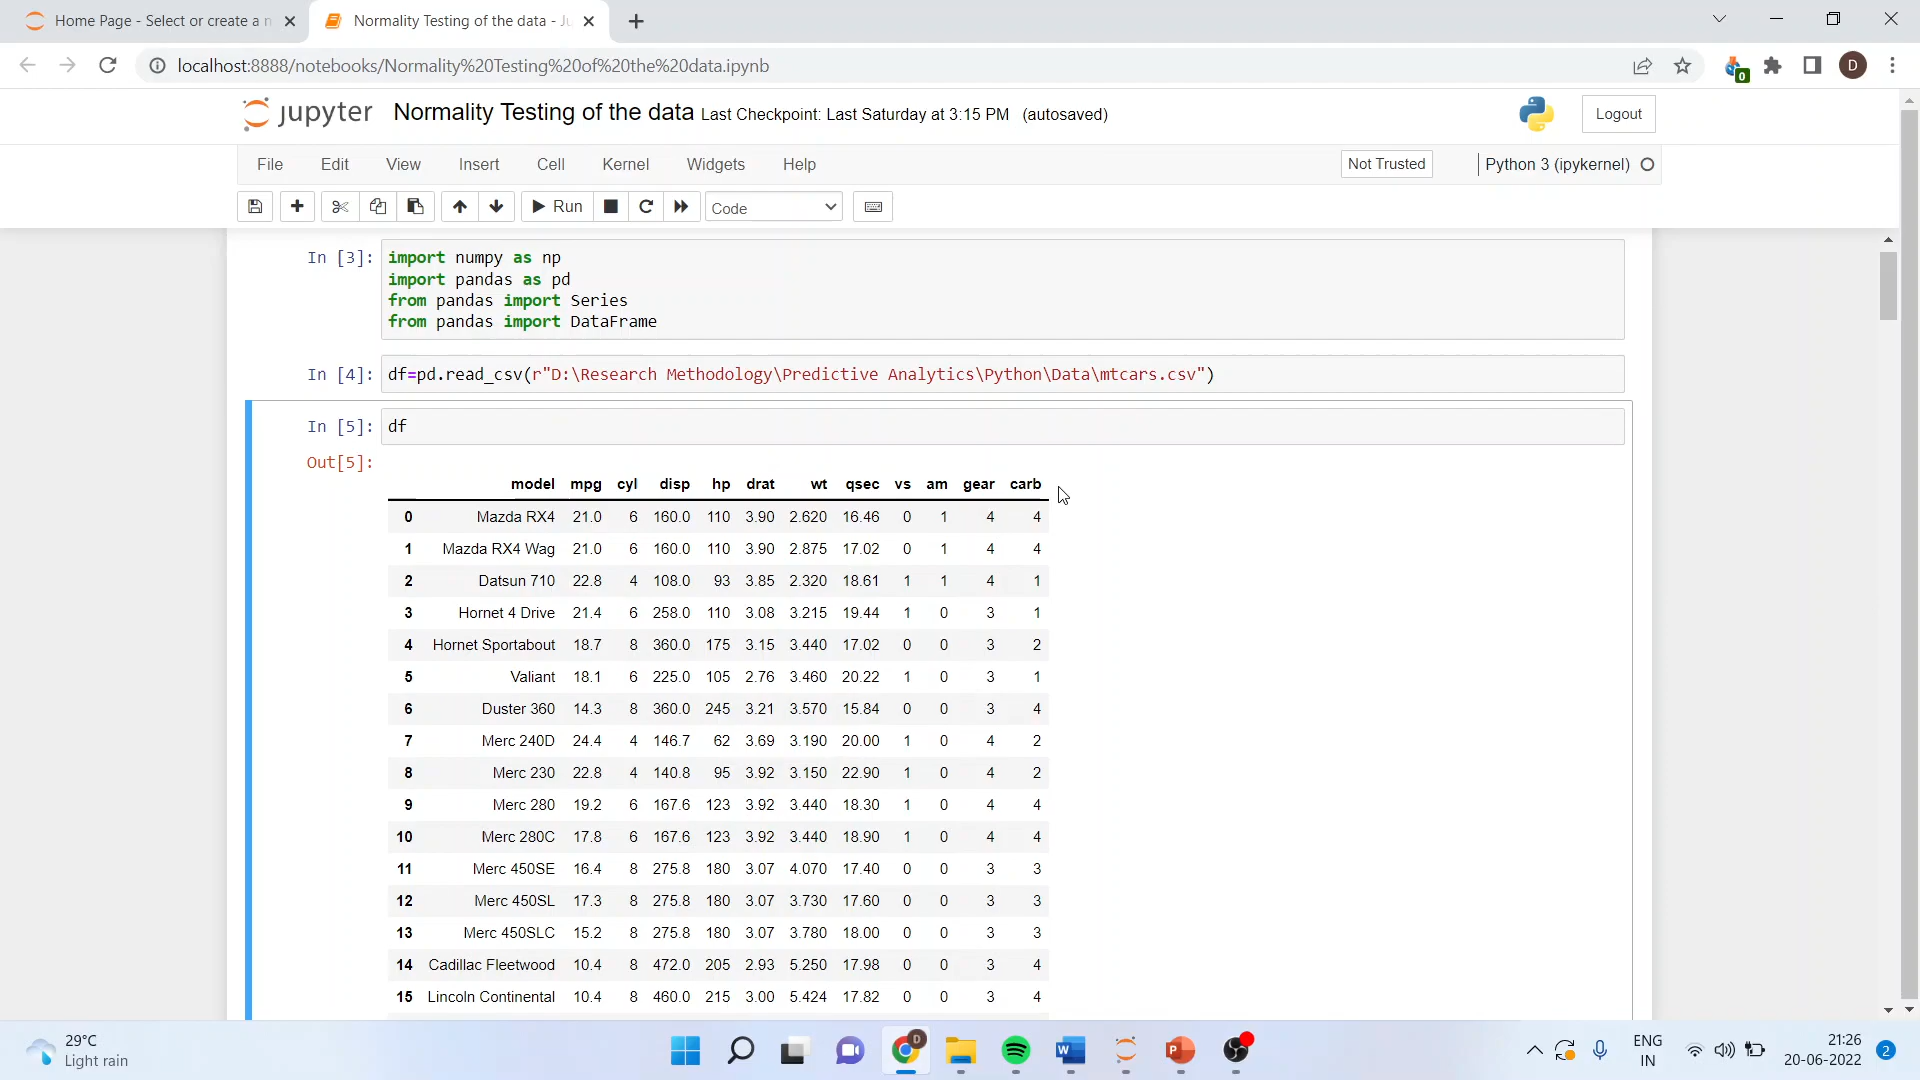 Home Page - Select or create a n
Normality Testing of the data - Ju
localhost:8888/notebooks/Normality%20Testing%20of%20the%20data.ipynb
0
D
jupyter Normality Testing of the data Last Checkpoint: Last Saturday at 3:15 PM (autosaved)
Logout
File Edit View Insert Cell Kernel Widgets Help
Not Trusted
Python 3 (ipykernel)
Run
Code
In [3]:
import numpy as np
import pandas as pd
from pandas import Series
from pandas import DataFrame
In [4]: df=pd.read_csv(r"D:\Research Methodology\Predictive Analytics\Python\Data\mtcars.csv")
In [5]: df
Out[5]:
model mpg cyl disp hp drat wt qsec vs am gear carb
0 Mazda RX4 21.0 6 160.0 110 3.90 2.620 16.46 0 1 4 4
1 Mazda RX4 Wag 21.0 6 160.0 110 3.90 2.875 17.02 0 1 4 4
2 Datsun 710 22.8 4 108.0 93 3.85 2.320 18.61 1 1 4 1
3 Hornet 4 Drive 21.4 6 258.0 110 3.08 3.215 19.44 1 0 3 1
4 Hornet Sportabout 18.7 8 360.0 175 3.15 3.440 17.02 0 0 3 2
5 Valiant 18.1 6 225.0 105 2.76 3.460 20.22 1 0 3 1
6 Duster 360 14.3 8 360.0 245 3.21 3.570 15.84 0 0 3 4
7 Merc 240D 24.4 4 146.7 62 3.69 3.190 20.00 1 0 4 2
8 Merc 230 22.8 4 140.8 95 3.92 3.150 22.90 1 0 4 2
9 Merc 280 19.2 6 167.6 123 3.92 3.440 18.30 1 0 4 4
10 Merc 280C 17.8 6 167.6 123 3.92 3.440 18.90 1 0 4 4
11 Merc 450SE 16.4 8 275.8 180 3.07 4.070 17.40 0 0 3 3
12 Merc 450SL 17.3 8 275.8 180 3.07 3.730 17.60 0 0 3 3
13 Merc 450SLC 15.2 8 275.8 180 3.07 3.780 18.00 0 0 3 3
14 Cadillac Fleetwood 10.4 8 472.0 205 2.93 5.250 17.98 0 0 3 4
15 Lincoln Continental 10.4 8 460.0 215 3.00 5.424 17.82 0 0 3 4
29°C
Light rain
D
W
P
ENG
IN
21:26
20-06-2022
2